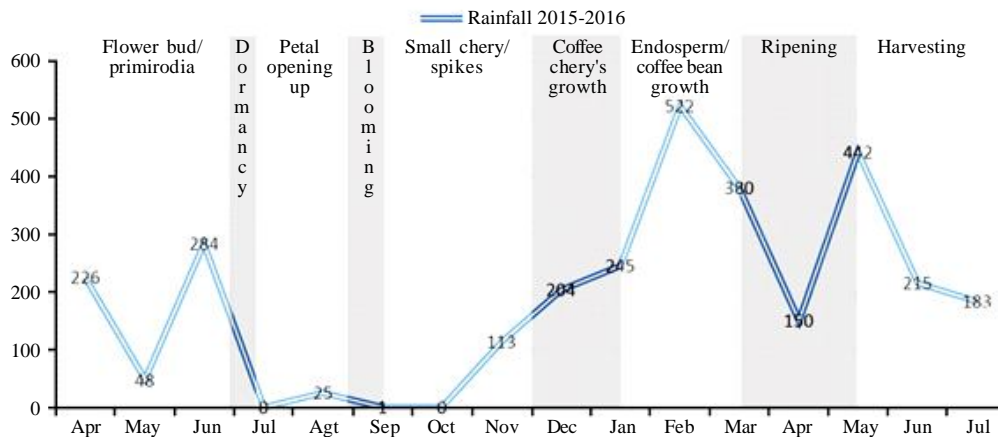 Rainfall 2015-2016
Flower bud/
primirodia
Dormancy
Petal
opening
up
Blooming
Small chery/
spikes
Coffee
chery's
growth
Endosperm/
coffee bean
growth
Ripening
Harvesting
600
500
400
300
200
100
0
226
48
284
0
25
1
0
113
204
245
522
380
150
442
215
183
Apr May Jun Jul Agt Sep Oct Nov Dec Jan Feb Mar Apr May Jun Jul